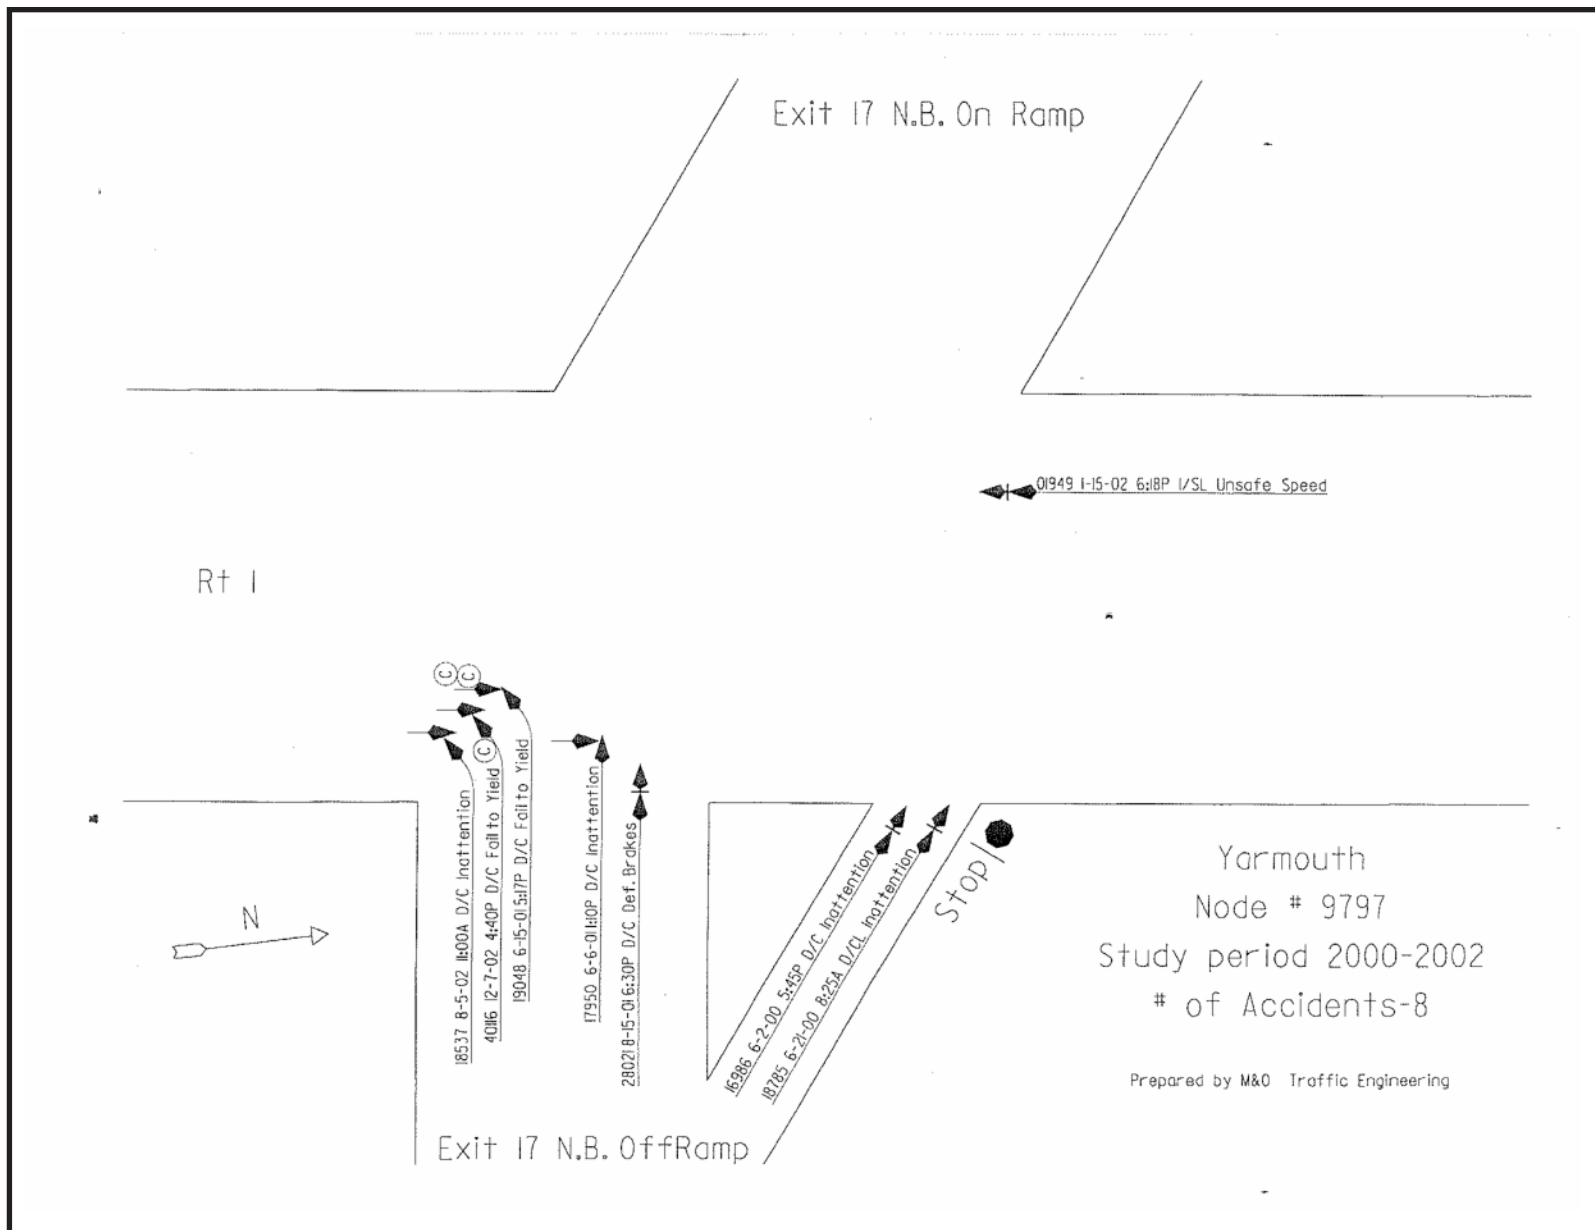 Exit 17 N.B. On Ramp
01949 1-15-02 6:18P I/SL Unsafe Speed
Rt 1
C
C
C
18537 8-5-02 11:00A D/C Inattention
40116 12-7-02 4:40P D/C Fail to Yield
19048 6-15-01 5:17P D/C Fail to Yield
17950 6-6-01 1:10P D/C Inattention
28021 8-15-01 6:30P D/C Def. Brakes
16986 6-2-00 5:45P D/C Inattention
18785 6-21-00 8:25A D/CL Inattention
Stop
N
Yarmouth
Node # 9797
Study period 2000-2002
# of Accidents-8
Prepared by M&O Traffic Engineering
Exit 17 N.B. OffRamp